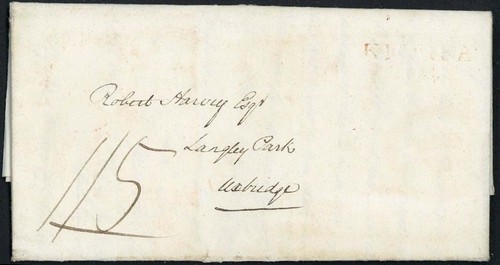 Robert Harvey Esqr
Langley Park
Uxbridge
1/5